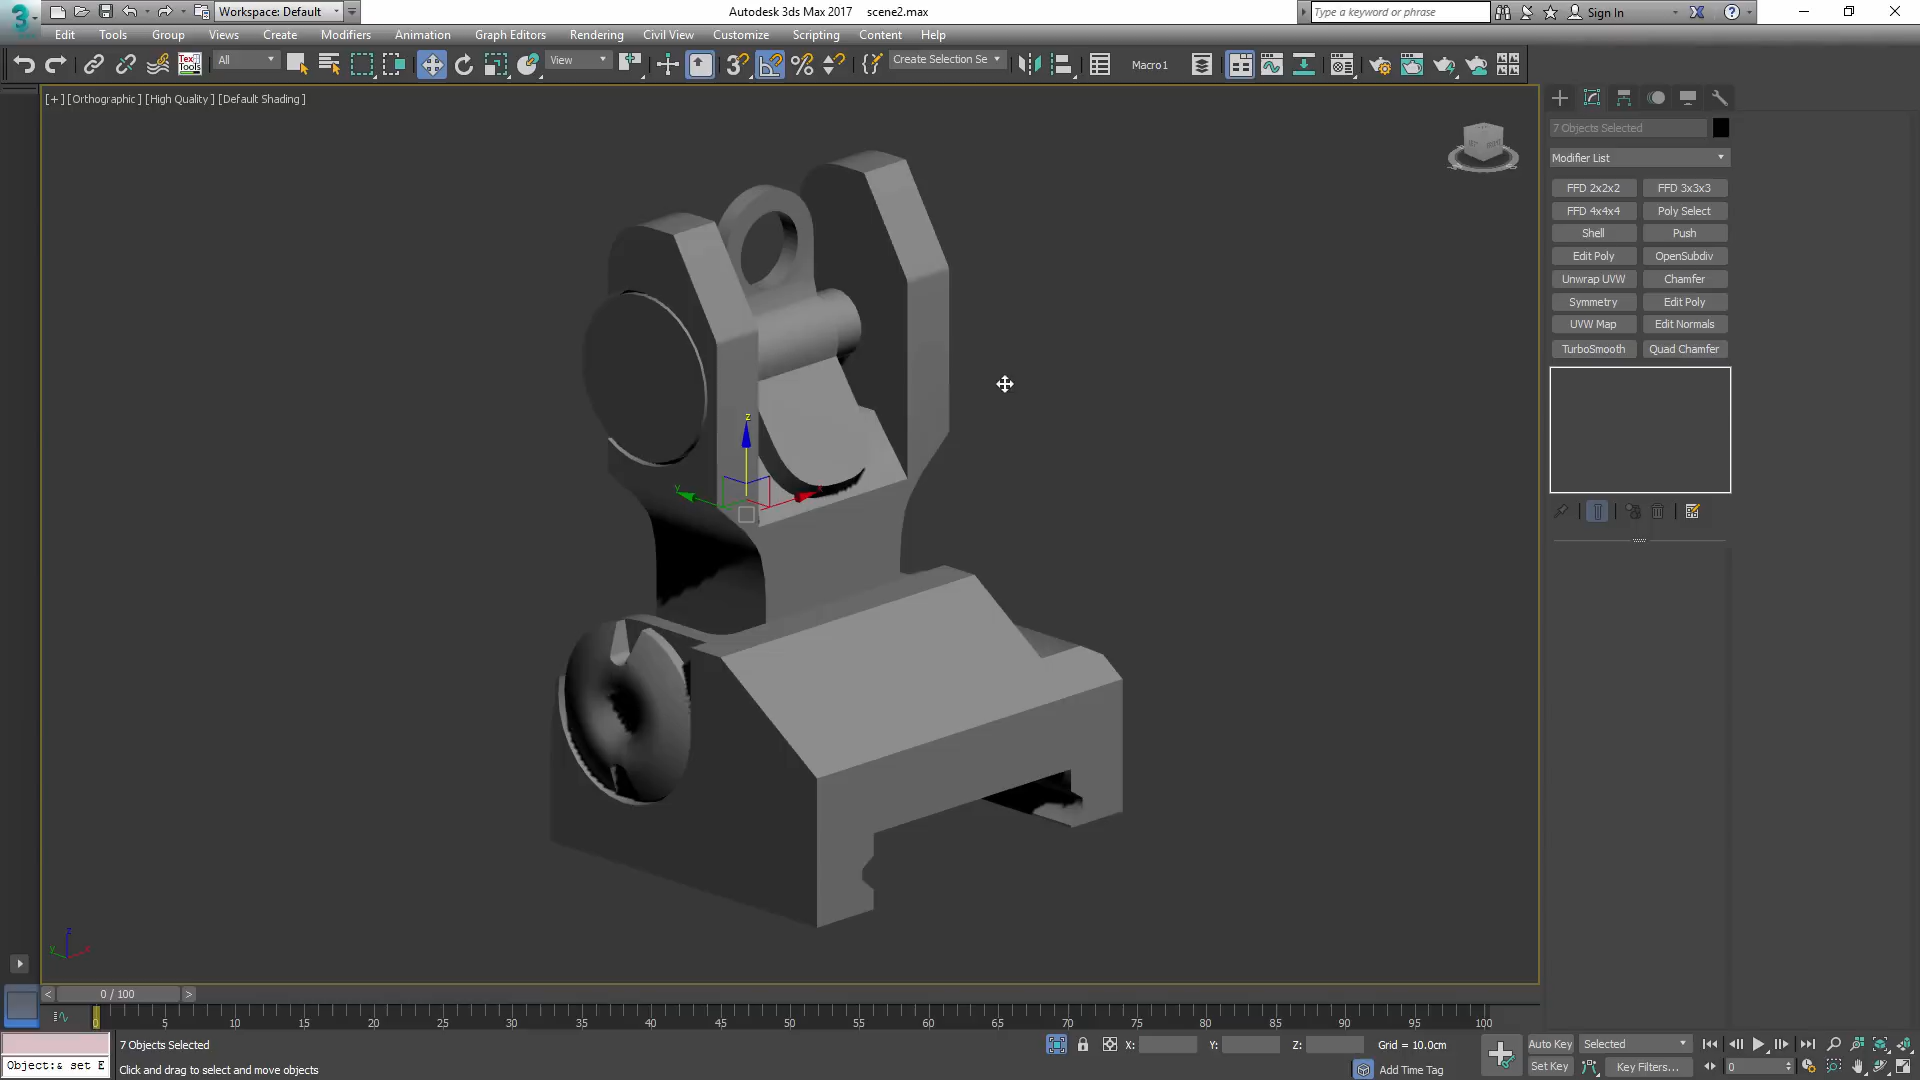 Workspace: Default
Autodesk 3ds Max 2017 scene2.max
Type a keyword or phrase
Sign In
Edit Tools Group Views Create Modifiers Animation Graph Editors Rendering Civil View Customize Scripting Content Help
All View Create Selection Se Macro1
[+] [Orthographic ] [High Quality ] [Default Shading ]
7 Objects Selected
Modifier List
FFD 2x2x2 FFD 3x3x3
FFD 4x4x4 Poly Select
Shell Push
Edit Poly OpenSubdiv
Unwrap UVW Chamfer
Symmetry Edit Poly
UVW Map Edit Normals
TurboSmooth Quad Chamfer
z
y x
z
y x
< 0 / 100 >
0 5 10 15 20 25 30 35 40 45 50 55 60 65 70 75 80 85 90 95 100
7 Objects Selected X: Y: Z: Grid = 10.0cm Auto Key Selected
Object:& set E Click and drag to select and move objects Add Time Tag Set Key Key Filters... 0